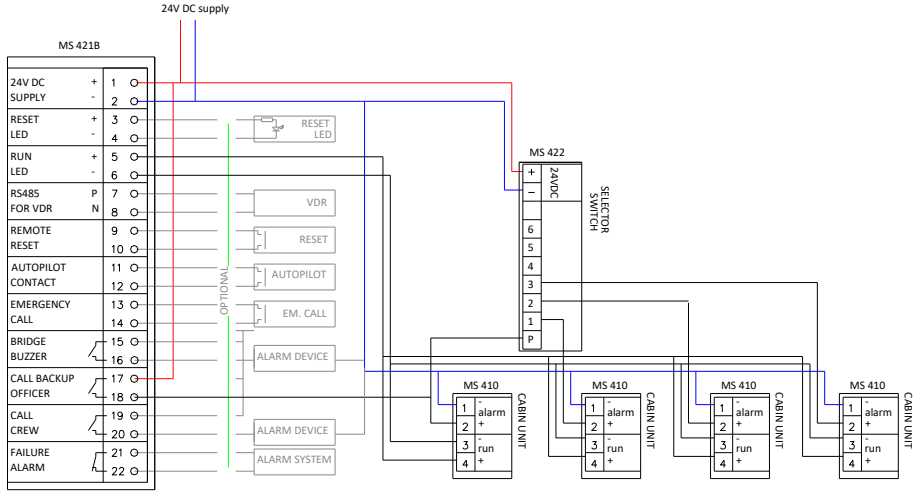 24V DC supply
MS 421B
24V DC + 1
SUPPLY - 2
RESET + 3
LED - 4
RUN + 5
LED - 6
RS485 P 7
FOR VDR N 8
REMOTE 9
RESET 10
AUTOPILOT 11
CONTACT 12
EMERGENCY 13
CALL 14
BRIDGE 15
BUZZER 16
CALL BACKUP 17
OFFICER 18
CALL 19
CREW 20
FAILURE 21
ALARM 22
OPTIONAL
RESET
LED
VDR
RESET
AUTOPILOT
EM. CALL
ALARM DEVICE
ALARM DEVICE
ALARM SYSTEM
MS 422
+
-
24VDC
6
5
4
3
2
1
P
SELECTOR
SWITCH
MS 410
1 -
alarm
2 +
3 -
run
4 +
CABIN UNIT
MS 410
1 -
alarm
2 +
3 -
run
4 +
CABIN UNIT
MS 410
1 -
alarm
2 +
3 -
run
4 +
CABIN UNIT
MS 410
1 -
alarm
2 +
3 -
run
4 +
CABIN UNIT